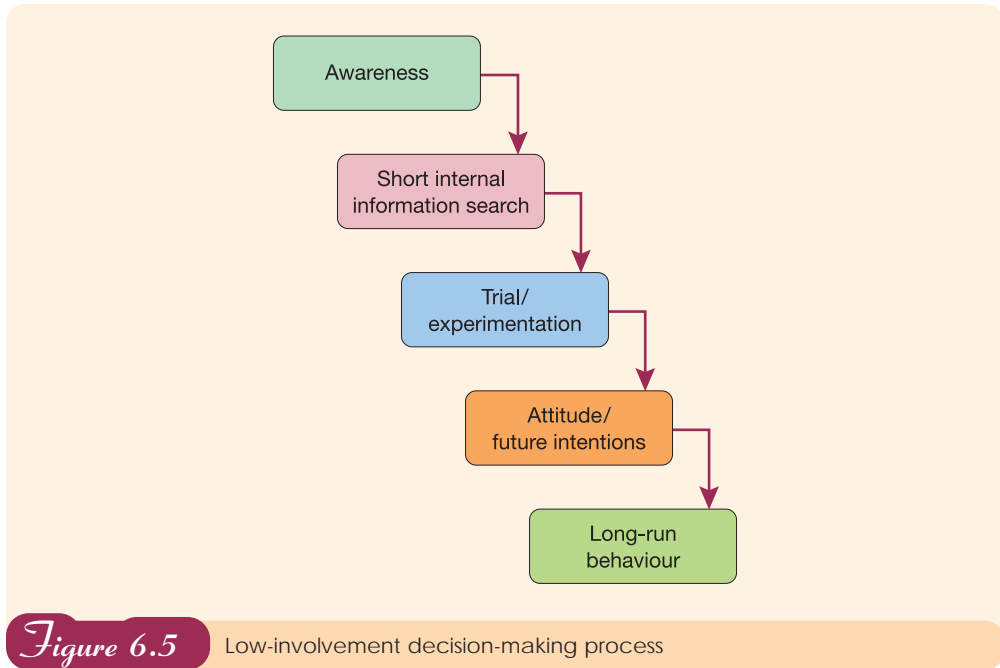 Awareness
Short internal
information search
Trial/
experimentation
Attitude/
future intentions
Long-run
behaviour
Figure 6.5 Low-involvement decision-making process